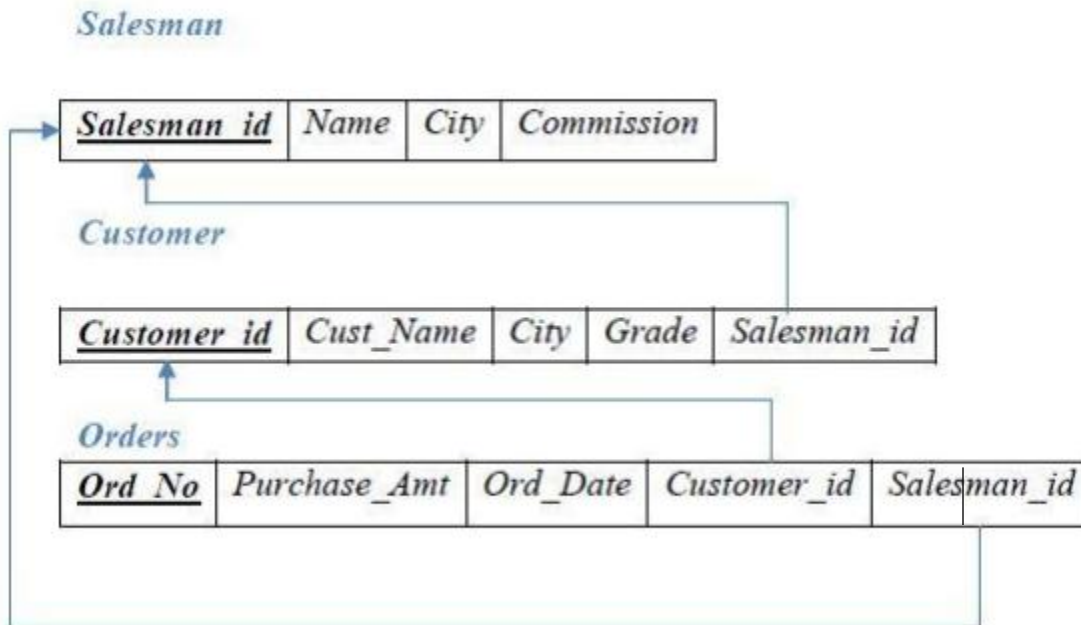 Salesman
Salesman_id Name City Commission
Customer
Customer_id Cust_Name City Grade Salesman_id
Orders
Ord_No Purchase_Amt Ord_Date Customer_id Salesman_id